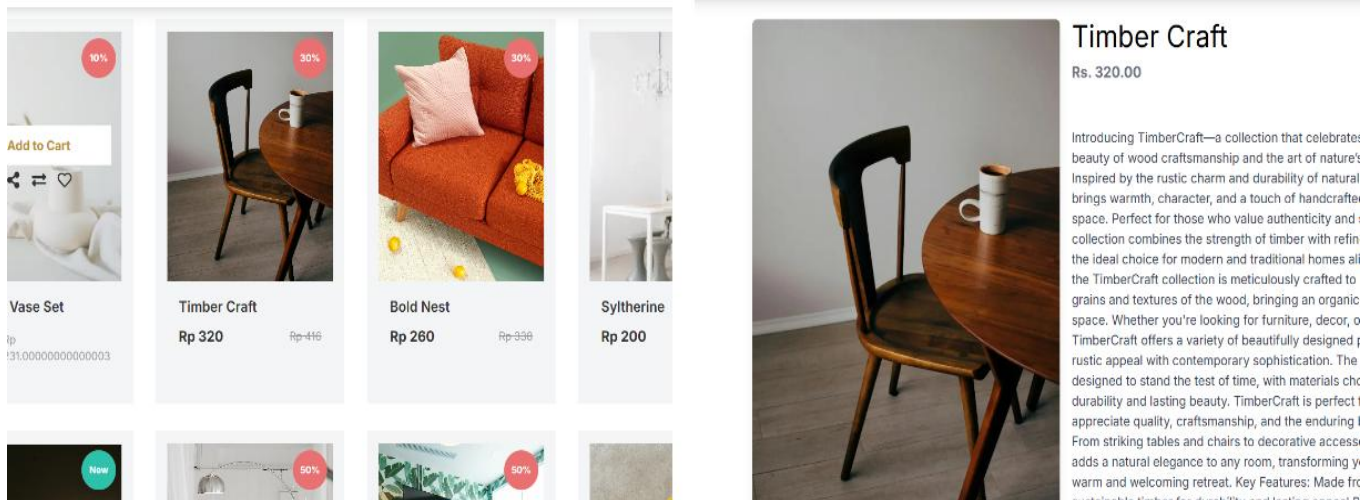 10%
30%
30%
Add to Cart
Vase Set
Timber Craft
Bold Nest
Syltherine
Rp
231.00000000000003
Rp 320
Rp 416
Rp 260
Rp 338
Rp 200
New
50%
50%
Timber Craft
Rs. 320.00
Introducing TimberCraft—a collection that celebrates
beauty of wood craftsmanship and the art of nature's
Inspired by the rustic charm and durability of natural
brings warmth, character, and a touch of handcrafte
space. Perfect for those who value authenticity and
collection combines the strength of timber with refin
the ideal choice for modern and traditional homes ali
the TimberCraft collection is meticulously crafted to
grains and textures of the wood, bringing an organic
space. Whether you're looking for furniture, decor, o
TimberCraft offers a variety of beautifully designed p
rustic appeal with contemporary sophistication. The
designed to stand the test of time, with materials cho
durability and lasting beauty. TimberCraft is perfect f
appreciate quality, craftsmanship, and the enduring
From striking tables and chairs to decorative accesse
adds a natural elegance to any room, transforming y
warm and welcoming retreat. Key Features: Made fro